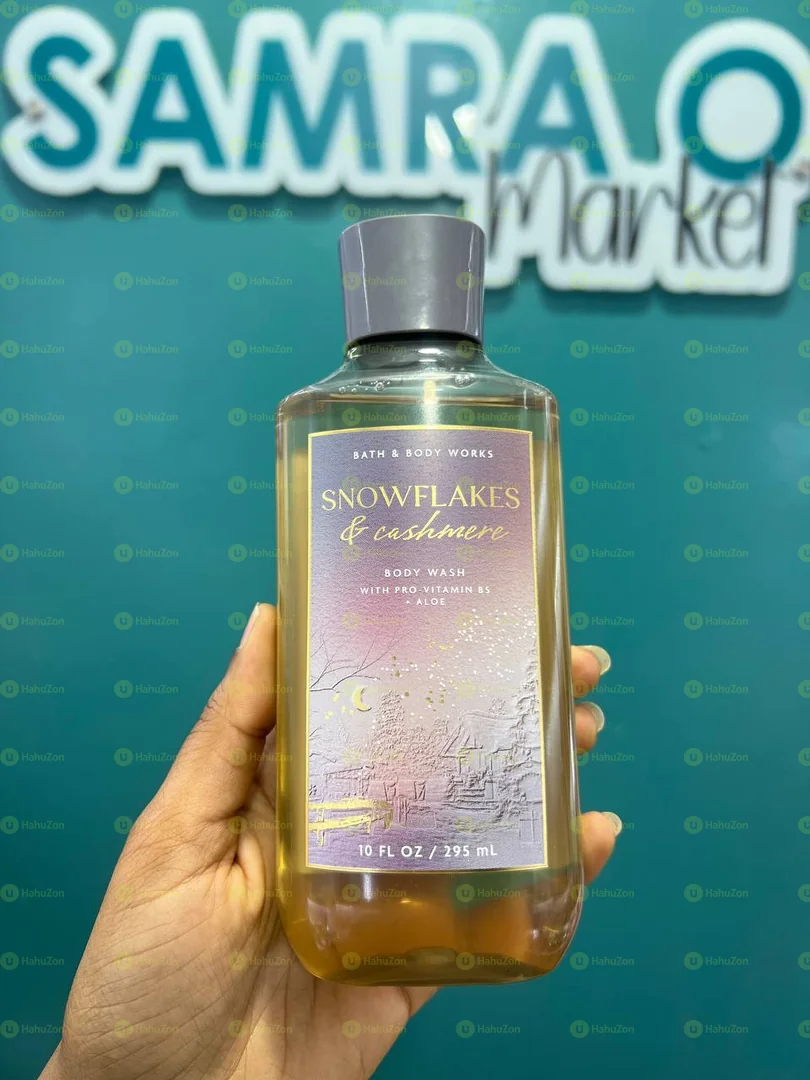 SAMRA O
Market
BATH & BODY WORKS
SNOWFLAKES
& cashmere
BODY WASH
WITH PRO-VITAMIN B5
+ ALOE
10 FL OZ / 295 mL
HahuZon